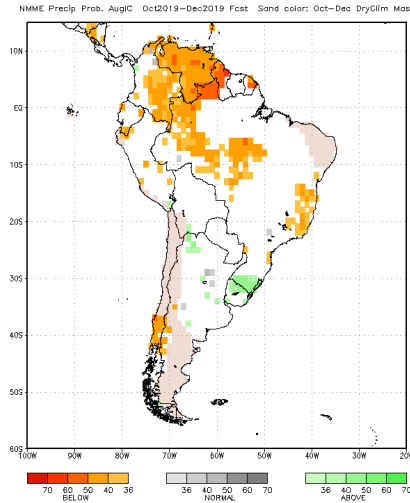 NMME Precip Prob. AugIC Oct2019–Dec2019 Fcst Sand color: Oct–Dec DryClim Mas
10N
EQ
10S
20S
30S
40S
50S
60S
100W 90W 80W 70W 60W 50W 40W 30W 20W
70 60 50 40 36 36 40 50 60 70 36 40 50 60 70
BELOW NORMAL ABOVE